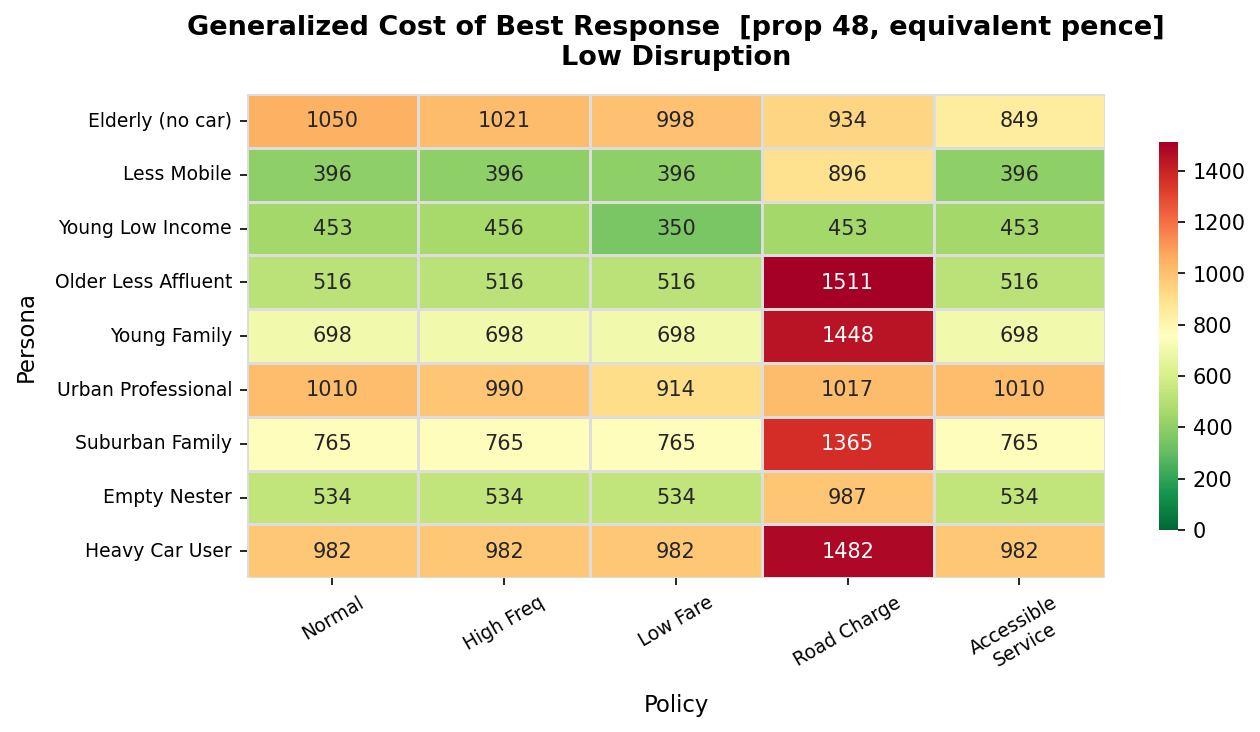 Generalized Cost of Best Response [prop 48, equivalent pence]
Low Disruption
Persona
Elderly (no car) 1050 1021 998 934 849
Less Mobile 396 396 396 896 396
Young Low Income 453 456 350 453 453
Older Less Affluent 516 516 516 1511 516
Young Family 698 698 698 1448 698
Urban Professional 1010 990 914 1017 1010
Suburban Family 765 765 765 1365 765
Empty Nester 534 534 534 987 534
Heavy Car User 982 982 982 1482 982
Normal
High Freq
Low Fare
Road Charge
Accessible
Service
Policy
1400
1200
1000
800
600
400
200
0